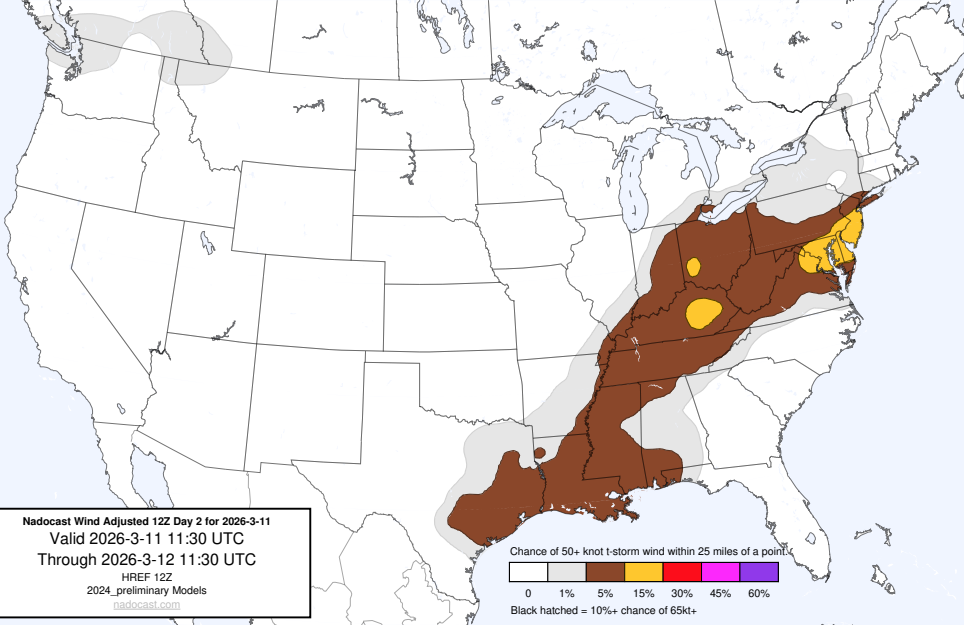 Nadocast Wind Adjusted 12Z Day 2 for 2026-3-11
Valid 2026-3-11 11:30 UTC
Through 2026-3-12 11:30 UTC
HREF 12Z
2024_preliminary Models
nadocast.com
Chance of 50+ knot t-storm wind within 25 miles of a point.
0 1% 5% 15% 30% 45% 60%
Black hatched = 10%+ chance of 65kt+